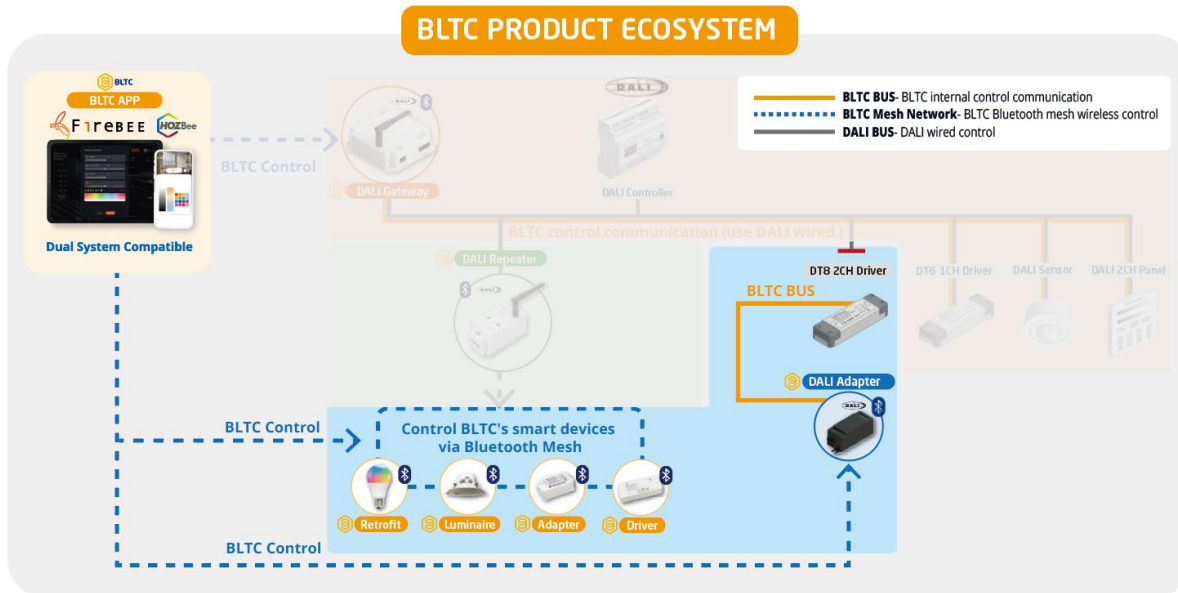 BLTC PRODUCT ECOSYSTEM
BLTC
BLTC APP
FIREBEE
HOZBee
Dual System Compatible
BLTC Control
DALI
DALI Gateway
DALI
DALI Controller
BLTC BUS- BLTC internal control communication
BLTC Mesh Network- BLTC Bluetooth mesh wireless control
DALI BUS- DALI wired control
BLTC control communication (use DALI wired )
DALI Repeater
DALI
DT8 2CH Driver
DT6 1CH Driver
DALI Sensor
DALI 2CH Panel
BLTC BUS
DALI Adapter
DALI
BLTC Control
Control BLTC's smart devices
via Bluetooth Mesh
Retrofit
Luminaire
Adapter
Driver
BLTC Control